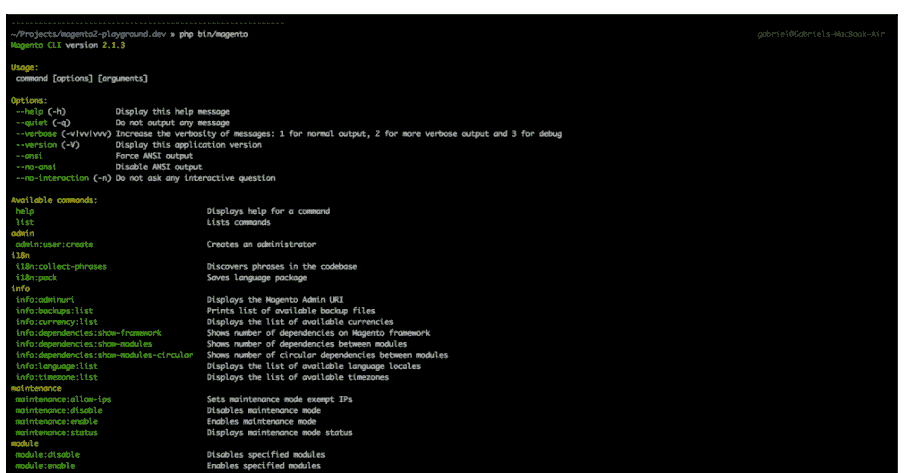 ~/Projects/magento2-playground.dev » php bin/magento gabriel@Gabriels-MacBook-Air
Magento CLI version 2.1.3
Usage:
command [options] [arguments]
Options:
--help (-h) Display this help message
--quiet (-q) Do not output any message
--verbose (-v|vv|vvv) Increase the verbosity of messages: 1 for normal output, 2 for more verbose output and 3 for debug
--version (-V) Display this application version
--ansi Force ANSI output
--no-ansi Disable ANSI output
--no-interaction (-n) Do not ask any interactive question
Available commands:
help Displays help for a command
list Lists commands
admin
admin:user:create Creates an administrator
i18n
i18n:collect-phrases Discovers phrases in the codebase
i18n:pack Saves language package
info
info:adminuri Displays the Magento Admin URI
info:backups:list Prints list of available backup files
info:currency:list Displays the list of available currencies
info:dependencies:show-framework Shows number of dependencies on Magento framework
info:dependencies:show-modules Shows number of dependencies between modules
info:dependencies:show-modules-circular Shows number of circular dependencies between modules
info:language:list Displays the list of available language locales
info:timezone:list Displays the list of available timezones
maintenance
maintenance:allow-ips Sets maintenance mode exempt IPs
maintenance:disable Disables maintenance mode
maintenance:enable Enables maintenance mode
maintenance:status Displays maintenance mode status
module
module:disable Disables specified modules
module:enable Enables specified modules